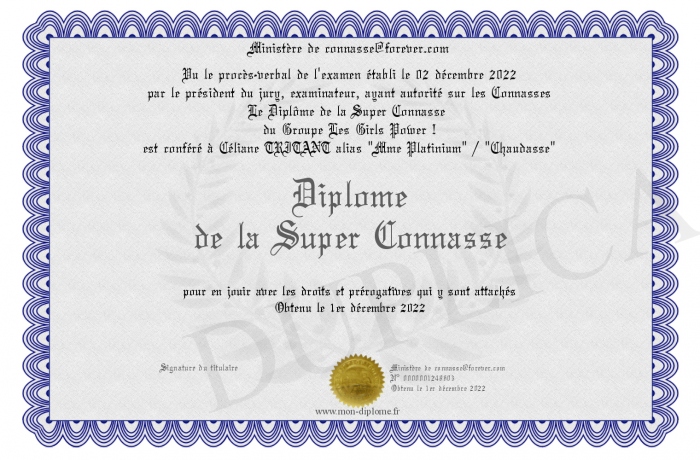 Ministère de connasse@forever.com
Vu le procès-verbal de l'examen établi le 02 décembre 2022
par le président du jury, examinateur, ayant autorité sur les Connasses
Le Diplôme de la Super Connasse
du Groupe Les Girls Power !
est conféré à Céliane TRITANT alias "Mme Platinium" / "Chaudasse"
Diplome
de la Super Connasse
pour en jouir avec les droits et prérogatives qui y sont attachés
Obtenu le 1er décembre 2022
DUPLICA
Signature du titulaire
Ministère de connasse@forever.com
N° 0000001248803
Obtenu le 1er décembre 2022
www.mon-diplome.fr